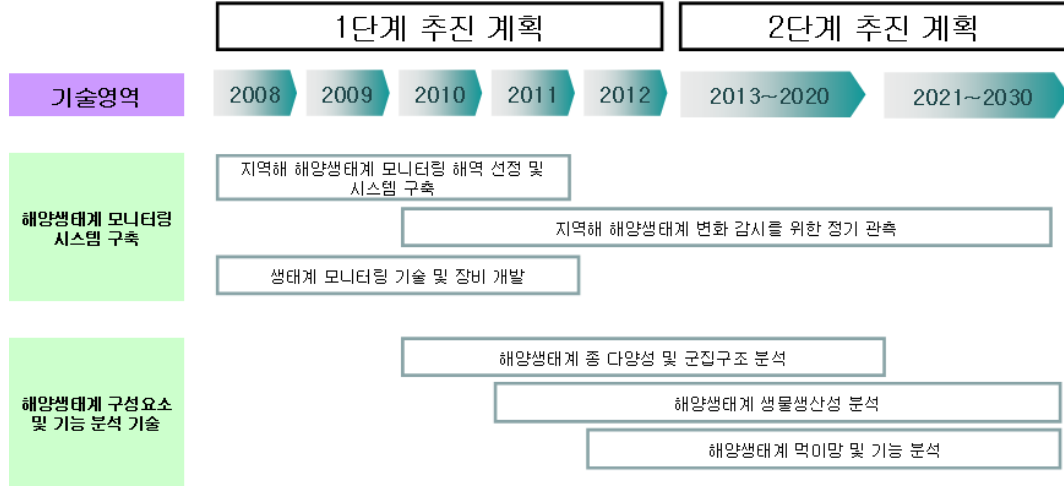 1단계 추진 계획
2단계 추진 계획
기술영역
2008
2009
2010
2011
2012
2013~2020
2021~2030
해양생태계 모니터링
시스템 구축
지역해 해양생태계 모니터링 해역 선정 및
시스템 구축
지역해 해양생태계 변화 감시를 위한 정기 관측
생태계 모니터링 기술 및 장비 개발
해양생태계 구성요소
및 기능 분석 기술
해양생태계 종 다양성 및 군집구조 분석
해양생태계 생물생산성 분석
해양생태계 먹이망 및 기능 분석